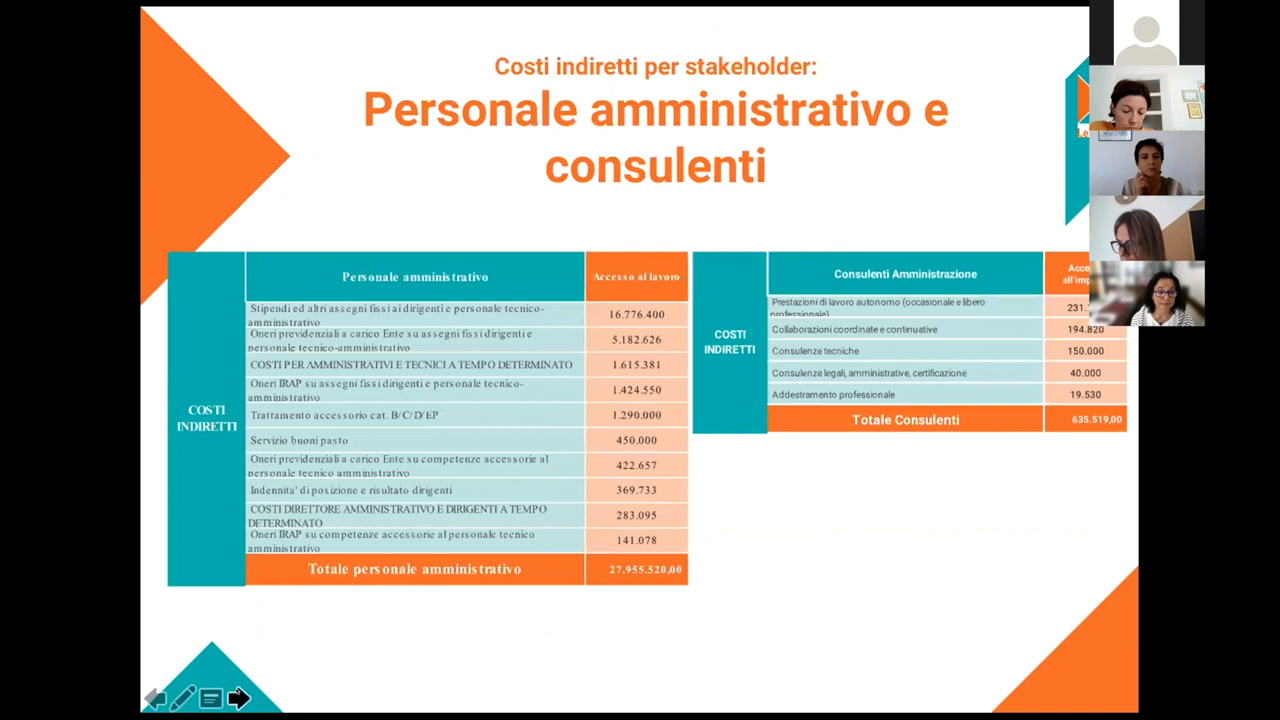 Costi indiretti per stakeholder:
Personale amministrativo e
consulenti
COSTI
INDIRETTI
Personale amministrativo
Accesso al lavoro
Stipendi ed altri assegni fissi ai dirigenti e personale tecnico-
amministrativo
16.776.400
Oneri previdenziali a carico Ente su assegni fissi dirigenti e
personale tecnico-amministrativo
5.182.626
COSTI PER AMMINISTRATIVI E TECNICI A TEMPO DETERMINATO
1.615.381
Oneri IRAP su assegni fissi dirigenti e personale tecnico-
amministrativo
1.424.550
Trattamento accessorio cat. B/C/D/EP
1.290.000
Servizio buoni pasto
450.000
Oneri previdenziali a carico Ente su competenze accessorie al
personale tecnico amministrativo
422.657
Indennita' di posizione e risultato dirigenti
369.733
COSTI DIRETTORE AMMINISTRATIVO E DIRIGENTI A TEMPO
DETERMINATO
283.095
Oneri IRAP su competenze accessorie al personale tecnico
amministrativo
141.078
Totale personale amministrativo
27.955.520,00
COSTI
INDIRETTI
Consulenti Amministrazione
Prestazioni di lavoro autonomo (occasionale e libero
professionale)
231.
Collaborazioni coordinate e continuative
194.820
Consulenze tecniche
150.000
Consulenze legali, amministrative, certificazione
40.000
Addestramento professionale
19.530
Totale Consulenti
635.519,00